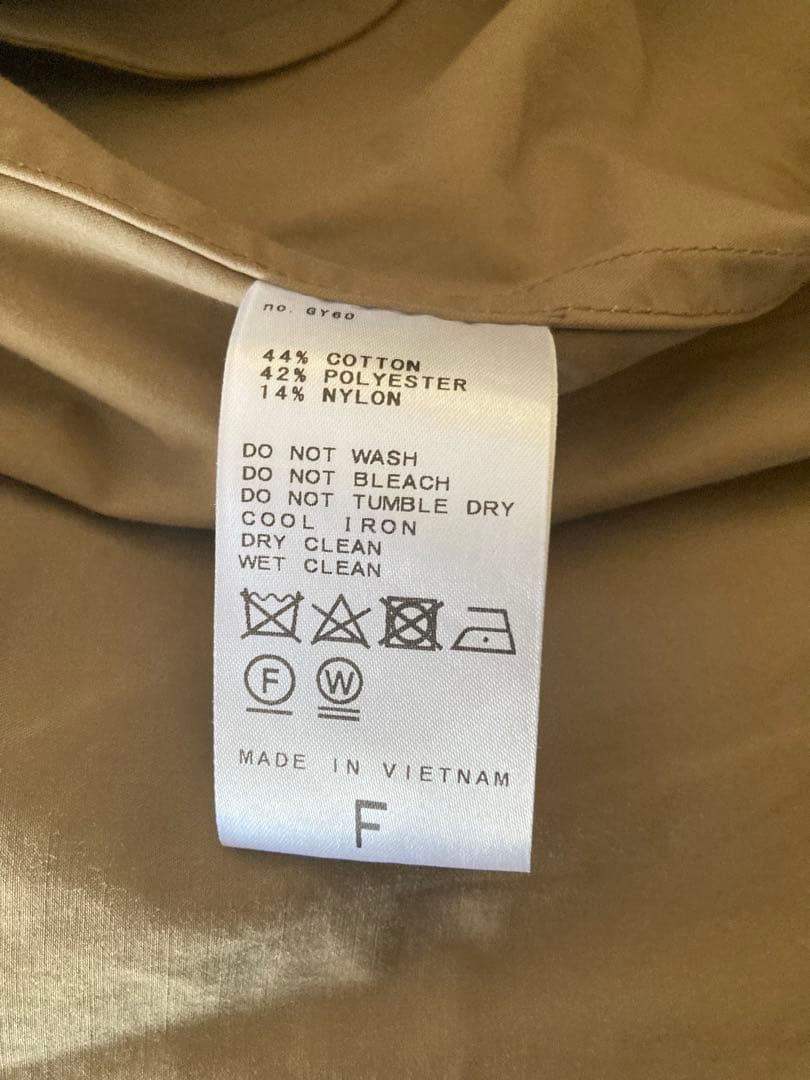 no. GY60
44% COTTON
42% POLYESTER
14% NYLON
DO NOT WASH
DO NOT BLEACH
DO NOT TUMBLE DRY
COOL IRON
DRY CLEAN
WET CLEAN
F W
MADE IN VIETNAM
F